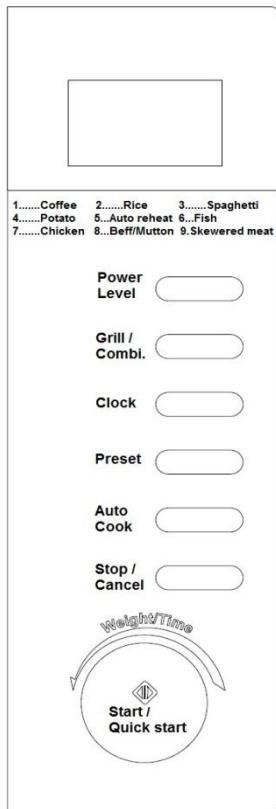 1.......Coffee 2.......Rice 3.......Spaghetti
4.......Potato 5...Auto reheat 6...Fish
7.......Chicken 8...Beff/Mutton 9.Skewered meat
Power
Level
Grill /
Combi.
Clock
Preset
Auto
Cook
Stop /
Cancel
Weight/Time
Start /
Quick start